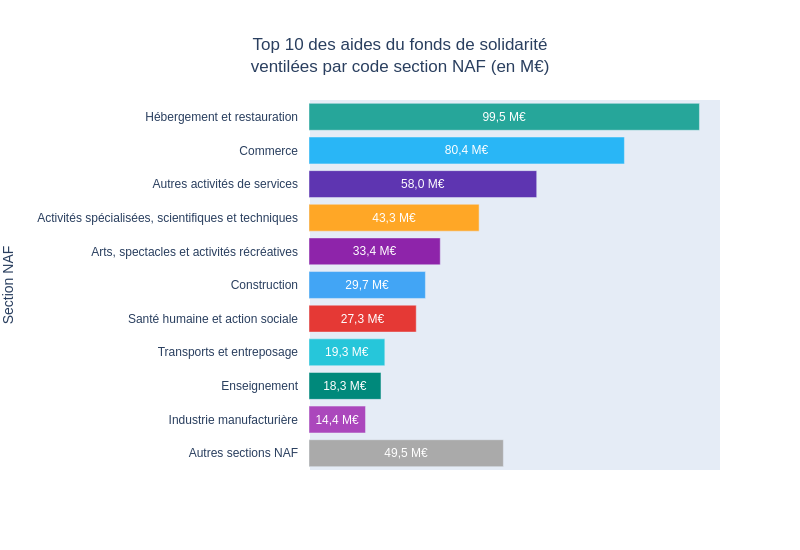 Top 10 des aides du fonds de solidarité
ventilées par code section NAF (en M€)
Section NAF
Hébergement et restauration 99,5 M€
Commerce 80,4 M€
Autres activités de services 58,0 M€
Activités spécialisées, scientifiques et techniques 43,3 M€
Arts, spectacles et activités récréatives 33,4 M€
Construction 29,7 M€
Santé humaine et action sociale 27,3 M€
Transports et entreposage 19,3 M€
Enseignement 18,3 M€
Industrie manufacturière 14,4 M€
Autres sections NAF 49,5 M€